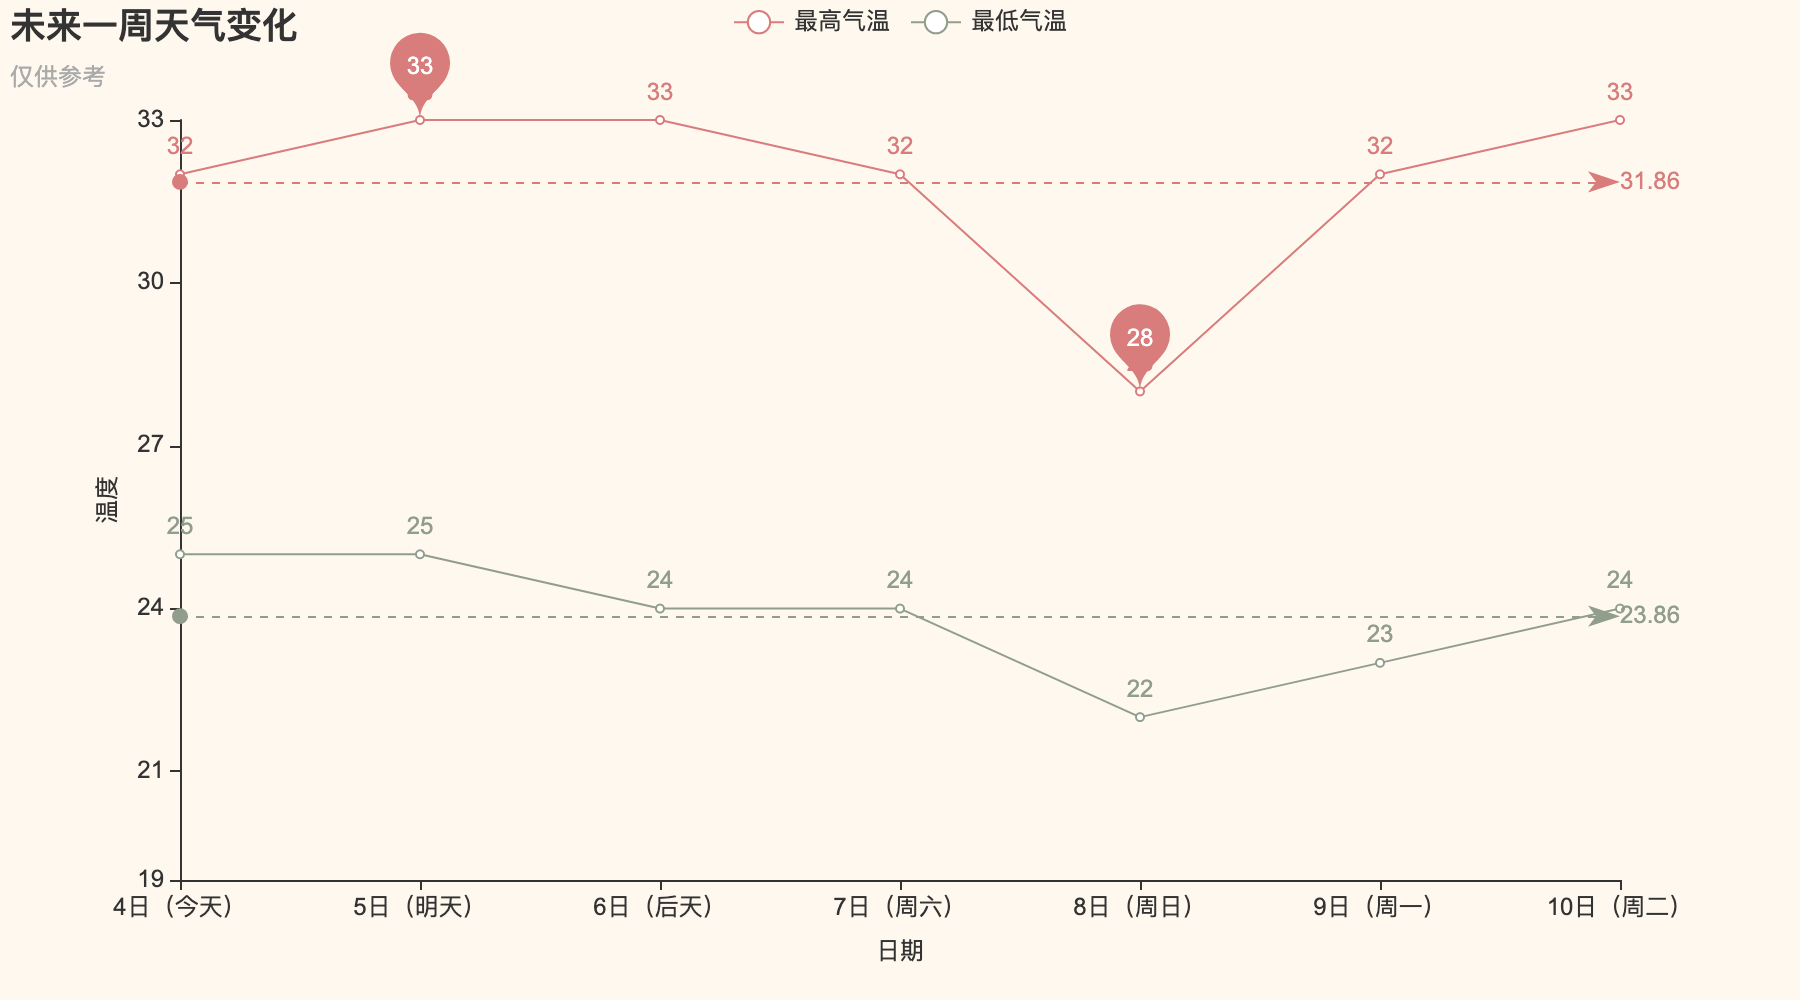 未来一周天气变化
仅供参考
最高气温
最低气温
33
30
27
24
21
19
温度
32
33
33
32
28
32
33
31.86
25
25
24
24
22
23
24
23.86
4日（今天）
5日（明天）
6日（后天）
7日（周六）
8日（周日）
9日（周一）
10日（周二）
日期